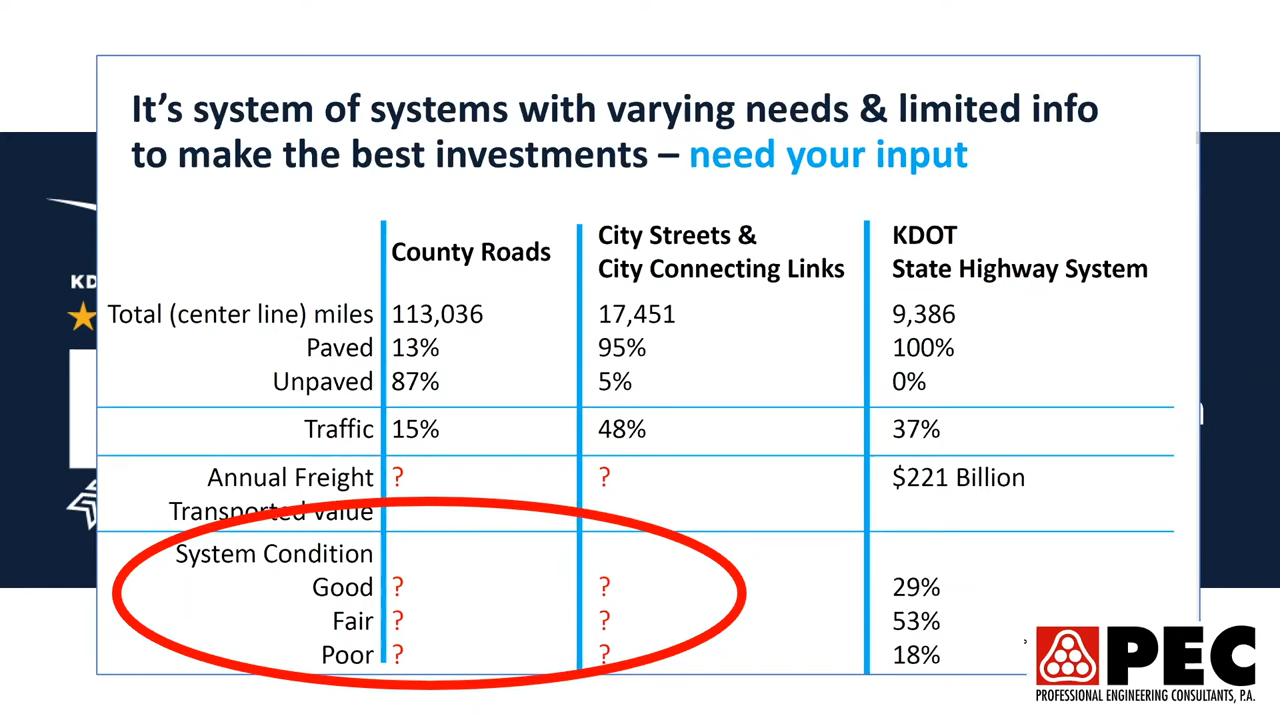 It's system of systems with varying needs & limited info
to make the best investments – need your input
County Roads
City Streets &
City Connecting Links
KDOT
State Highway System
Total (center line) miles 113,036 17,451 9,386
Paved 13% 95% 100%
Unpaved 87% 5% 0%
Traffic 15% 48% 37%
Annual Freight ? ? $221 Billion
Transported value
System Condition
Good ? ? 29%
Fair ? ? 53%
Poor ? ? 18%
KD
PEC
PROFESSIONAL ENGINEERING CONSULTANTS, P.A.